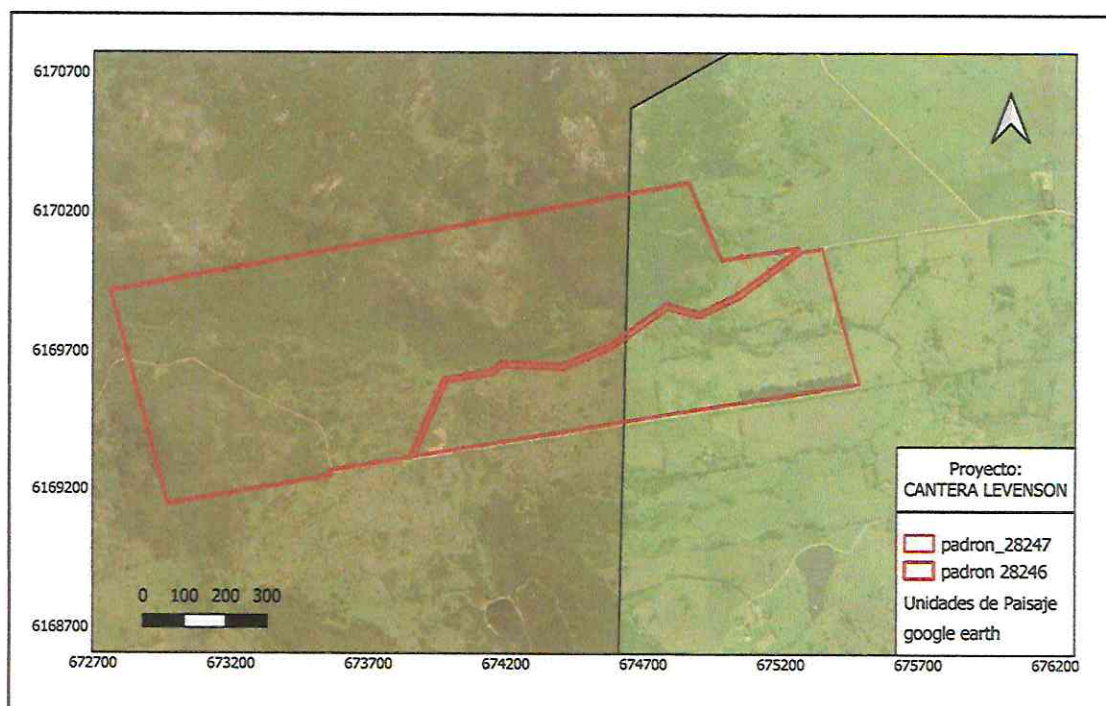 6170700
6170200
6169700
6169200
6168700
672700
673200
673700
674200
674700
675200
675700
676200
0 100 200 300
Proyecto:
CANTERA LEVENSON
padron_28247
padron 28246
Unidades de Paisaje
google earth